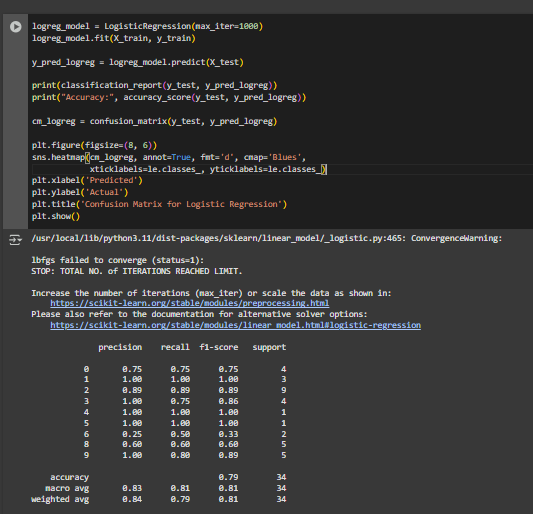 logreg_model = LogisticRegression(max_iter=1000)
logreg_model.fit(X_train, y_train)
y_pred_logreg = logreg_model.predict(X_test)
print(classification_report(y_test, y_pred_logreg))
print("Accuracy:", accuracy_score(y_test, y_pred_logreg))
cm_logreg = confusion_matrix(y_test, y_pred_logreg)
plt.figure(figsize=(8, 6))
sns.heatmap(cm_logreg, annot=True, fmt='d', cmap='Blues',
            xticklabels=le.classes_, yticklabels=le.classes_)
plt.xlabel('Predicted')
plt.ylabel('Actual')
plt.title('Confusion Matrix for Logistic Regression')
plt.show()
/usr/local/lib/python3.11/dist-packages/sklearn/linear_model/_logistic.py:465: ConvergenceWarning:
lbfgs failed to converge (status=1):
STOP: TOTAL NO. of ITERATIONS REACHED LIMIT.
Increase the number of iterations (max_iter) or scale the data as shown in:
    https://scikit-learn.org/stable/modules/preprocessing.html
Please also refer to the documentation for alternative solver options:
    https://scikit-learn.org/stable/modules/linear_model.html#logistic-regression
              precision    recall  f1-score   support
           0       0.75      0.75      0.75         4
           1       1.00      1.00      1.00         3
           2       0.89      0.89      0.89         9
           3       1.00      0.75      0.86         4
           4       1.00      1.00      1.00         1
           5       1.00      1.00      1.00         1
           6       0.25      0.50      0.33         2
           8       0.60      0.60      0.60         5
           9       1.00      0.80      0.89         5
    accuracy                           0.79        34
   macro avg       0.83      0.81      0.81        34
weighted avg       0.84      0.79      0.81        34